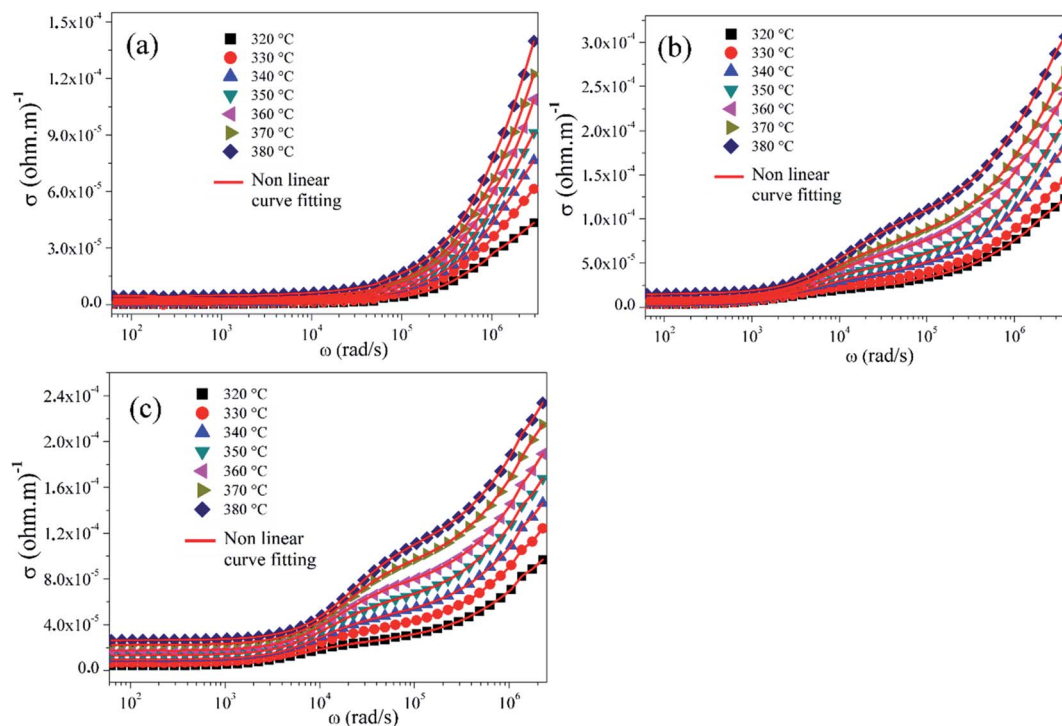 (a)
1.5x10⁻⁴
1.2x10⁻⁴
9.0x10⁻⁵
6.0x10⁻⁵
3.0x10⁻⁵
0.0
σ (ohm.m)⁻¹
320 °C
330 °C
340 °C
350 °C
360 °C
370 °C
380 °C
Non linear
curve fitting
10² 10³ 10⁴ 10⁵ 10⁶
ω (rad/s)
(b)
3.0x10⁻⁴
2.5x10⁻⁴
2.0x10⁻⁴
1.5x10⁻⁴
1.0x10⁻⁴
5.0x10⁻⁵
0.0
σ (ohm.m)⁻¹
320 °C
330 °C
340 °C
350 °C
360 °C
370 °C
380 °C
Non linear
curve fitting
10² 10³ 10⁴ 10⁵ 10⁶
ω (rad/s)
(c)
2.4x10⁻⁴
2.0x10⁻⁴
1.6x10⁻⁴
1.2x10⁻⁴
8.0x10⁻⁵
4.0x10⁻⁵
0.0
σ (ohm.m)⁻¹
320 °C
330 °C
340 °C
350 °C
360 °C
370 °C
380 °C
Non linear
curve fitting
10² 10³ 10⁴ 10⁵ 10⁶
ω (rad/s)